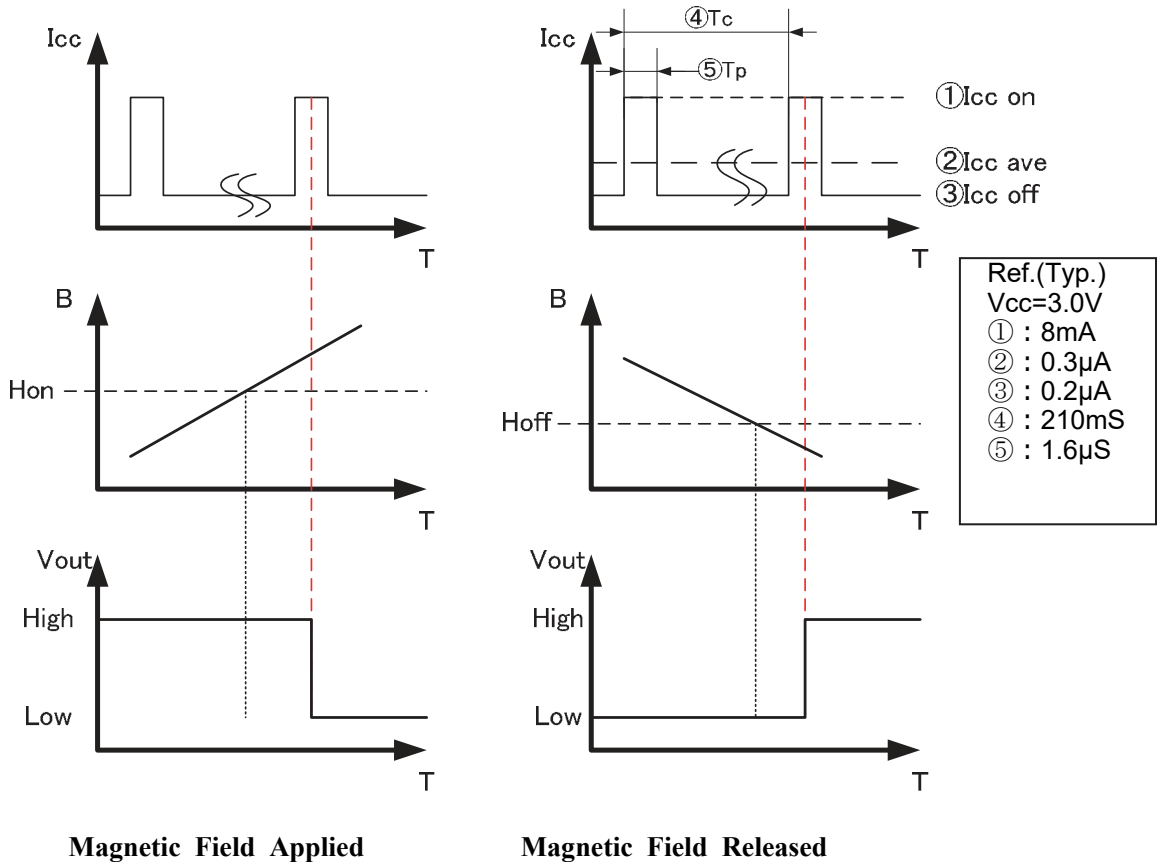 Icc
T
B
Hon
T
Vout
High
Low
T
Magnetic Field Applied
④Tc
Icc
⑤Tp
①Icc on
②Icc ave
③Icc off
T
B
Hoff
T
Vout
High
Low
T
Magnetic Field Released
Ref.(Typ.)
Vcc=3.0V
① : 8mA
② : 0.3µA
③ : 0.2µA
④ : 210mS
⑤ : 1.6µS